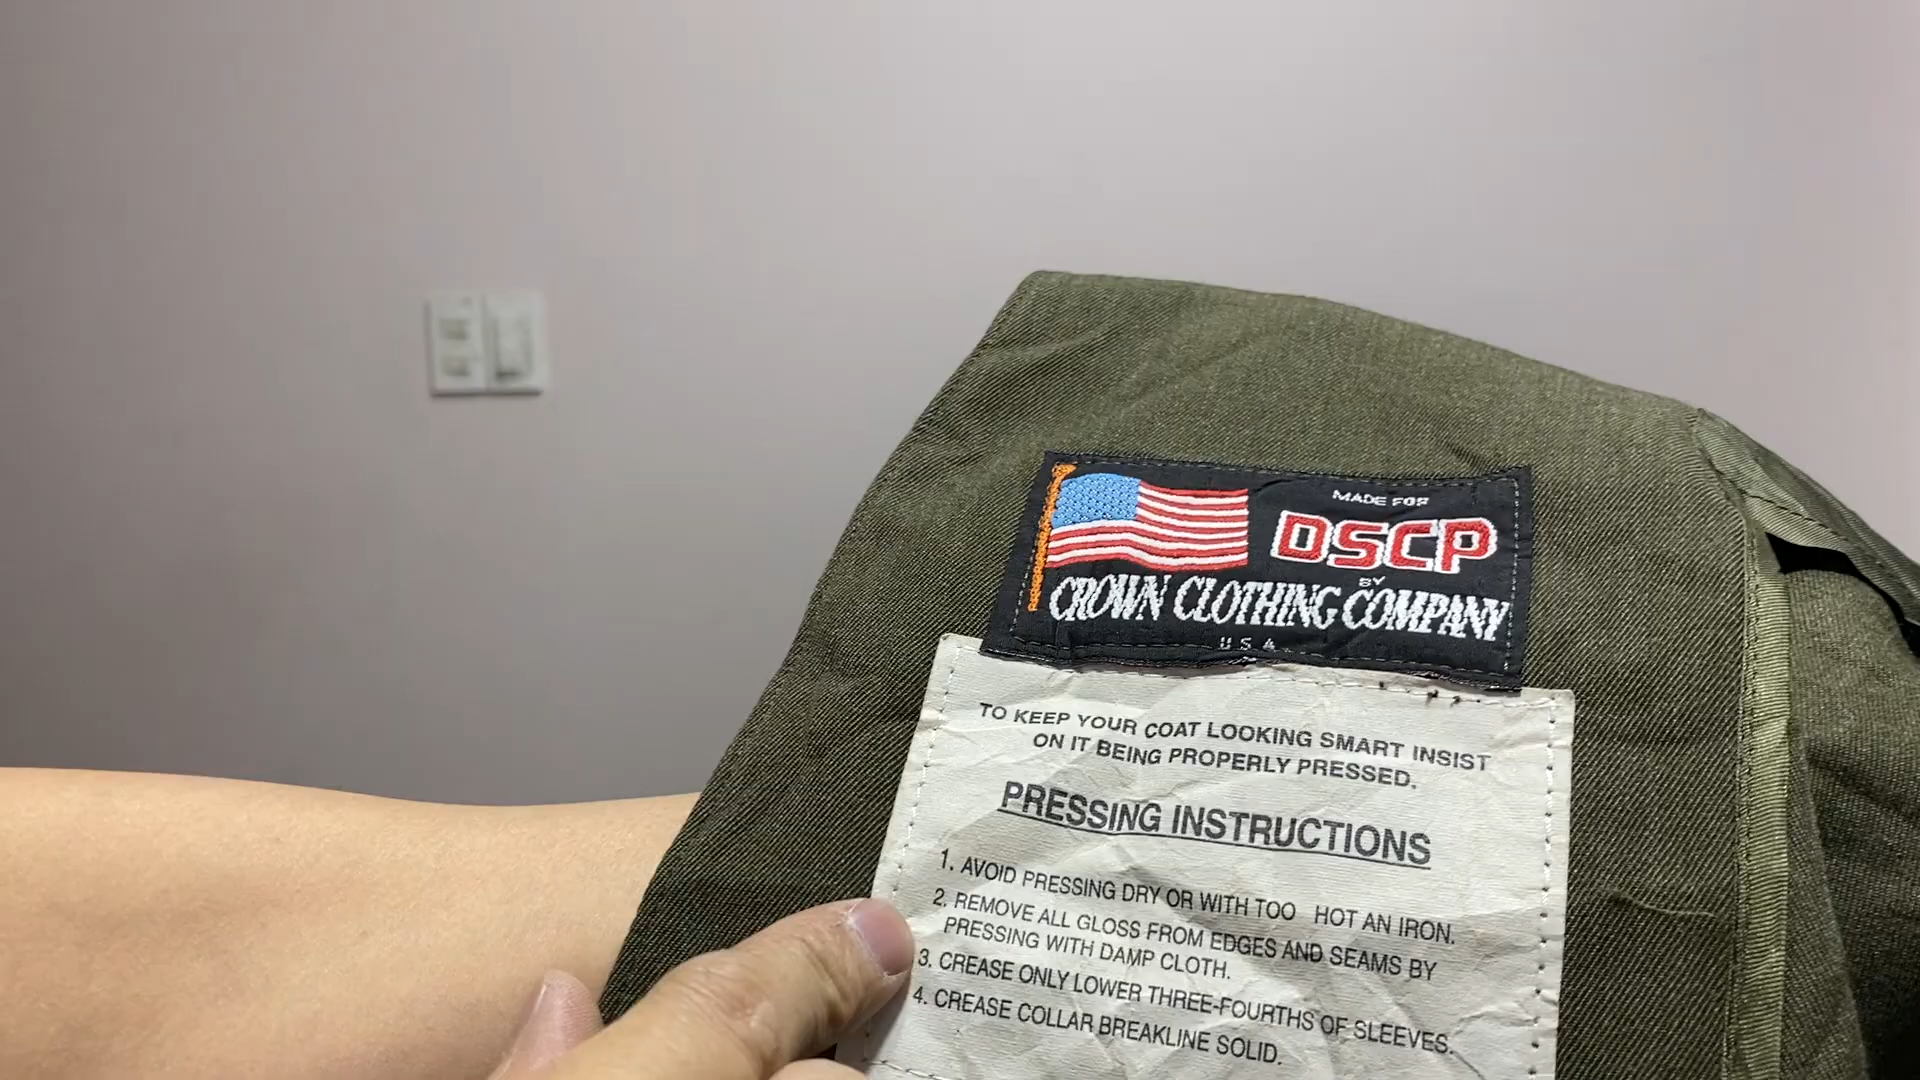 MADE FOR
DSCP
BY
CROWN CLOTHING COMPANY
USA
TO KEEP YOUR COAT LOOKING SMART INSIST
ON IT BEING PROPERLY PRESSED.
PRESSING INSTRUCTIONS
1. AVOID PRESSING DRY OR WITH TOO HOT AN IRON.
2. REMOVE ALL GLOSS FROM EDGES AND SEAMS BY
PRESSING WITH DAMP CLOTH.
3. CREASE ONLY LOWER THREE-FOURTHS OF SLEEVES.
4. CREASE COLLAR BREAKLINE SOLID.